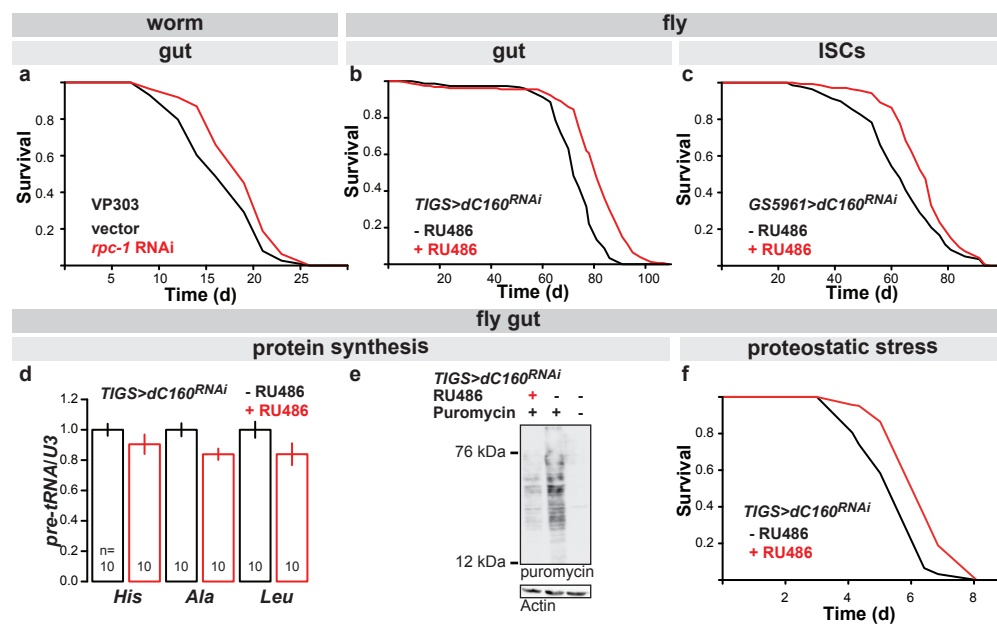 worm
fly
gut
gut
ISCs
a
b
c
Survival
1
0.8
0.6
0.4
0.2
VP303
vector
rpc-1 RNAi
5
10
15
20
25
Time (d)
Survival
1
0.8
0.6
0.4
0.2
TIGS>dC160RNAi
- RU486
+ RU486
20
40
60
80
100
Time (d)
Survival
1
0.8
0.6
0.4
0.2
GS5961>dC160RNAi
- RU486
+ RU486
20
40
60
80
Time (d)
fly gut
protein synthesis
proteostatic stress
d
TIGS>dC160RNAi
- RU486
+ RU486
pre-tRNA/U3
1.2
1.0
0.8
0.6
0.4
0.2
0.0
n=
10 10 10 10 10 10
His Ala Leu
e
TIGS>dC160RNAi
RU486 + - -
Puromycin + + -
76 kDa
12 kDa
puromycin
Actin
f
Survival
1
0.8
0.6
0.4
0.2
TIGS>dC160RNAi
- RU486
+ RU486
2
4
6
8
Time (d)